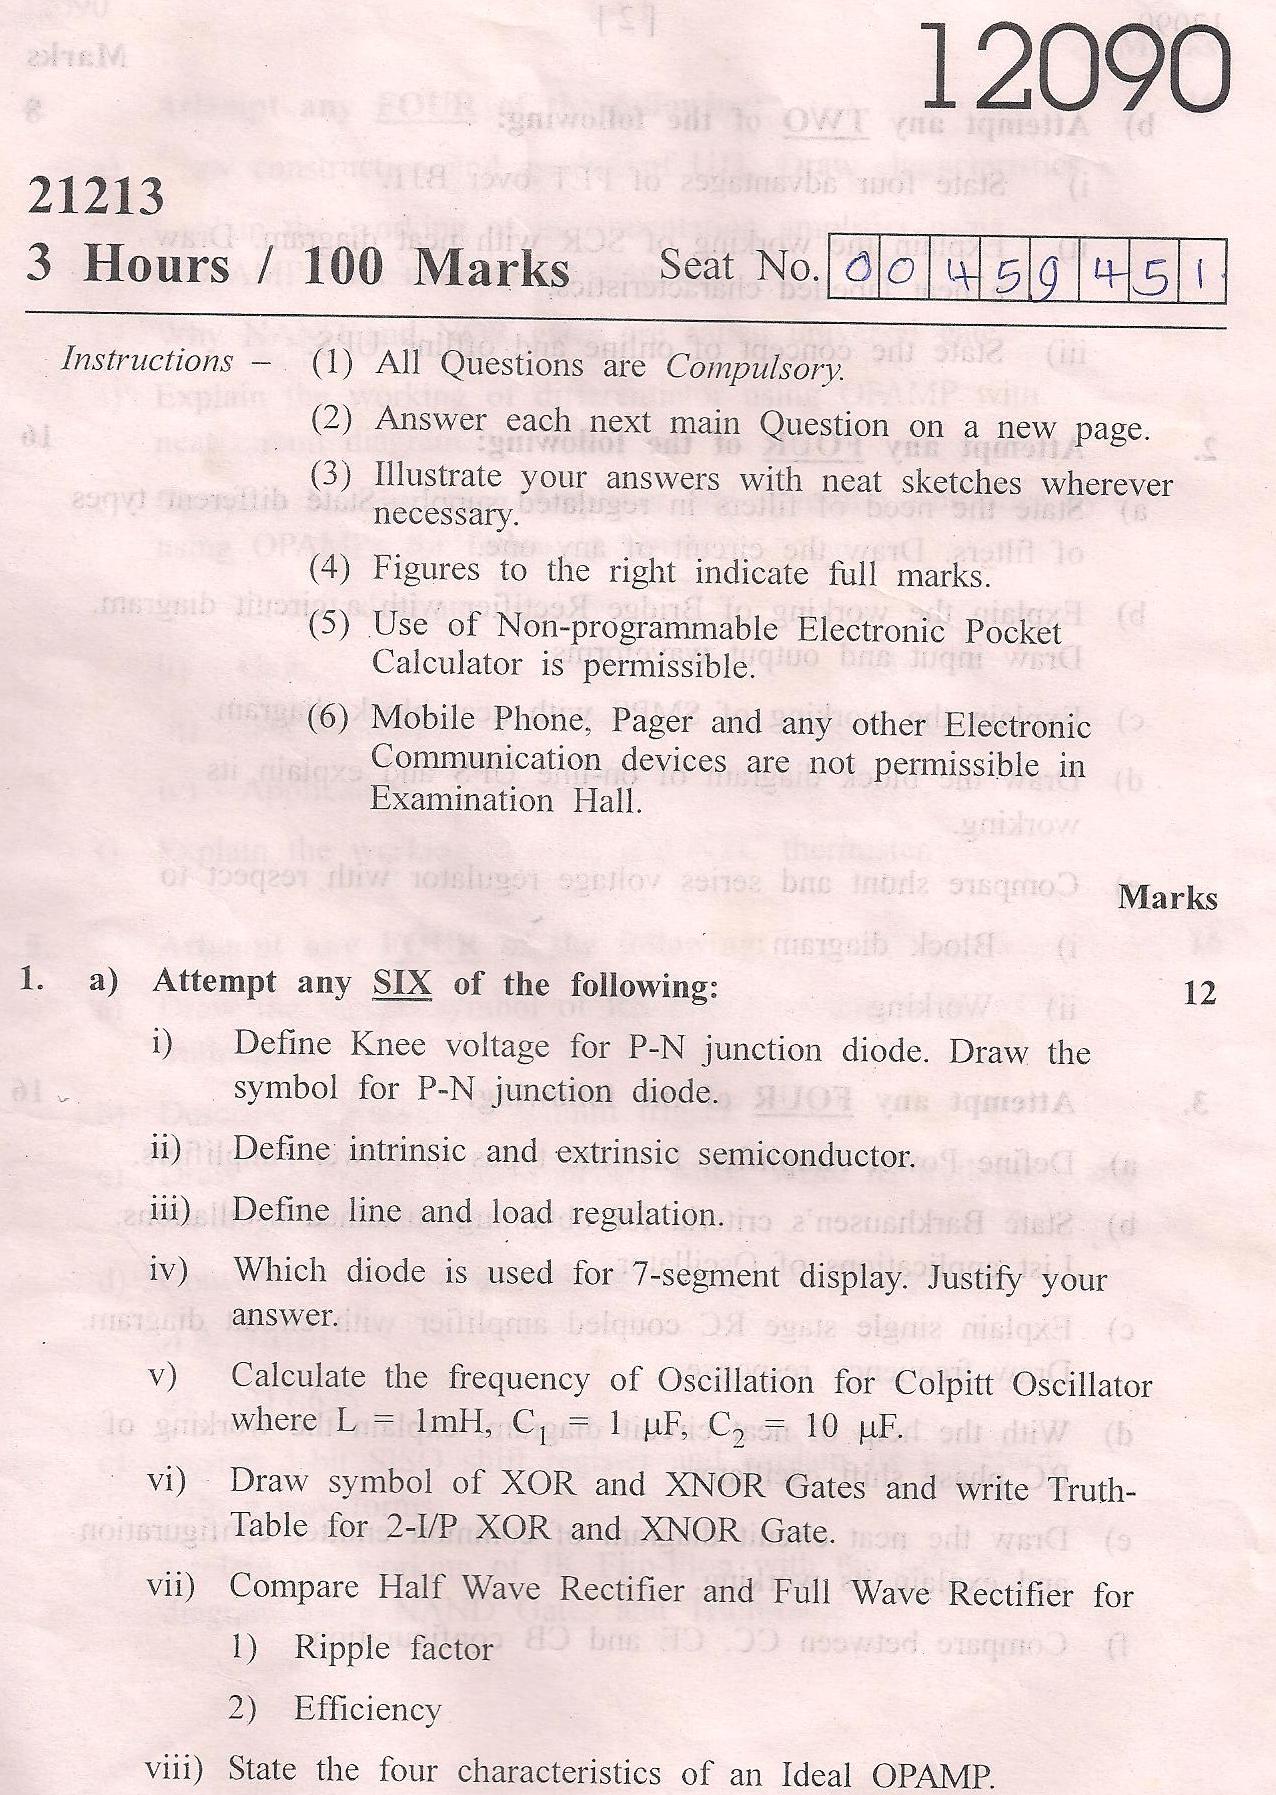 12090
21213
3 Hours / 100 Marks Seat No. 0 0 4 5 9 4 5 1
Instructions – (1) All Questions are Compulsory.
(2) Answer each next main Question on a new page.
(3) Illustrate your answers with neat sketches wherever
necessary.
(4) Figures to the right indicate full marks.
(5) Use of Non-programmable Electronic Pocket
Calculator is permissible.
(6) Mobile Phone, Pager and any other Electronic
Communication devices are not permissible in
Examination Hall.
Marks
1. a) Attempt any SIX of the following: 12
i) Define Knee voltage for P-N junction diode. Draw the
symbol for P-N junction diode.
ii) Define intrinsic and extrinsic semiconductor.
iii) Define line and load regulation.
iv) Which diode is used for 7-segment display. Justify your
answer.
v) Calculate the frequency of Oscillation for Colpitt Oscillator
where L = 1mH, C₁ = 1 μF, C₂ = 10 μF.
vi) Draw symbol of XOR and XNOR Gates and write Truth-
Table for 2-I/P XOR and XNOR Gate.
vii) Compare Half Wave Rectifier and Full Wave Rectifier for
1) Ripple factor
2) Efficiency
viii) State the four characteristics of an Ideal OPAMP.